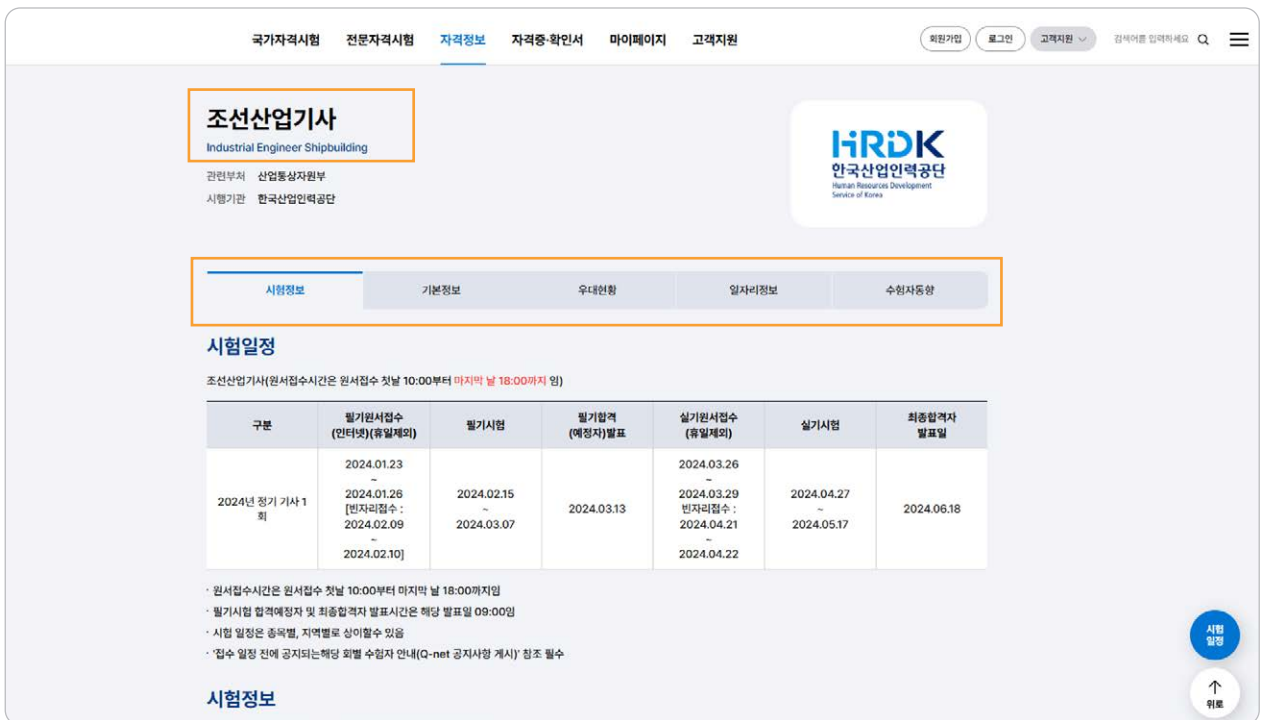 국가자격시험 전문자격시험 자격정보 자격증·확인서 마이페이지 고객지원 회원가입 로그인 고객지원 검색어를 입력하세요
조선산업기사
Industrial Engineer Shipbuilding
관련부처 산업통상자원부
시행기관 한국산업인력공단
HRDK
한국산업인력공단
Human Resources Development
Service of Korea
시험정보 기본정보 우대현황 일자리정보 수험자동향
시험일정
조선산업기사(원서접수시간은 원서접수 첫날 10:00부터 마지막 날 18:00까지 임)
구분 필기원서접수 (인터넷)(휴일제외) 필기시험 필기합격 (예정자)발표 실기원서접수 (휴일제외) 실기시험 최종합격자 발표일
2024년 정기 기사 1
회
2024.01.23
~
2024.01.26
[빈자리접수 :
2024.02.09
~
2024.02.10]
2024.02.15
~
2024.03.07
2024.03.13
2024.03.26
~
2024.03.29
빈자리접수 :
2024.04.21
~
2024.04.22
2024.04.27
~
2024.05.17
2024.06.18
· 원서접수시간은 원서접수 첫날 10:00부터 마지막 날 18:00까지임
· 필기시험 합격예정자 및 최종합격자 발표시간은 해당 발표일 09:00임
· 시험 일정은 종목별, 지역별로 상이할수 있음
· '접수 일정 전에 공지되는해당 회별 수험자 안내(Q-net 공지사항 게시)' 참조 필수
시험정보
시험
일정
위로